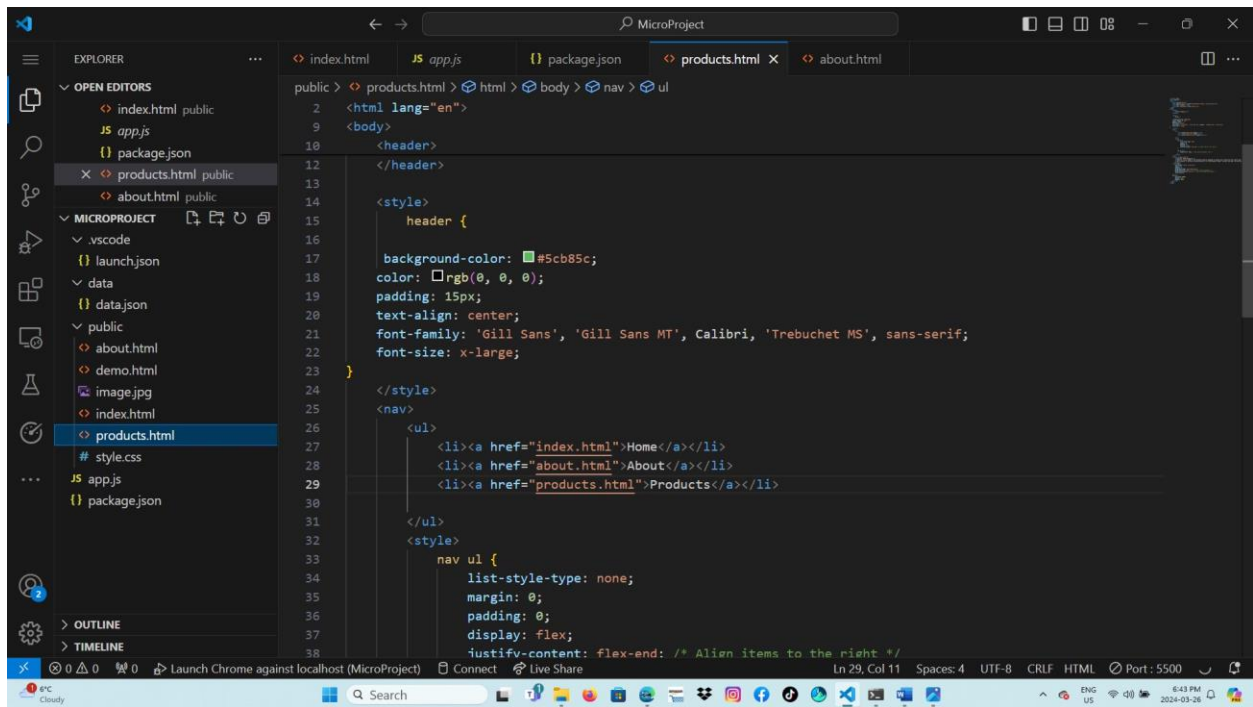 MicroProject
EXPLORER
index.html
JS app.js
{} package.json
products.html
about.html
OPEN EDITORS
index.html public
JS app.js
{} package.json
products.html public
about.html public
MICROPROJECT
.vscode
{} launch.json
data
{} data.json
public
about.html
demo.html
image.jpg
index.html
products.html
# style.css
JS app.js
{} package.json
OUTLINE
TIMELINE
public > products.html > html > body > nav > ul
2 <html lang="en">
9 <body>
10 <header>
12 </header>
13
14 <style>
15 header {
16
17 background-color: #5cb85c;
18 color: rgb(0, 0, 0);
19 padding: 15px;
20 text-align: center;
21 font-family: 'Gill Sans', 'Gill Sans MT', Calibri, 'Trebuchet MS', sans-serif;
22 font-size: x-large;
23 }
24 </style>
25 <nav>
26 <ul>
27 <li><a href="index.html">Home</a></li>
28 <li><a href="about.html">About</a></li>
29 <li><a href="products.html">Products</a></li>
30
31 </ul>
32 <style>
33 nav ul {
34 list-style-type: none;
35 margin: 0;
36 padding: 0;
37 display: flex;
38 justify-content: flex-end; /* Align items to the right */
2
0 0 0 Launch Chrome against localhost (MicroProject) Connect Live Share Ln 29, Col 11 Spaces: 4 UTF-8 CRLF HTML Port : 5500
1 6°C
Cloudy
Search
ENG
US
6:43 PM
2024-03-26